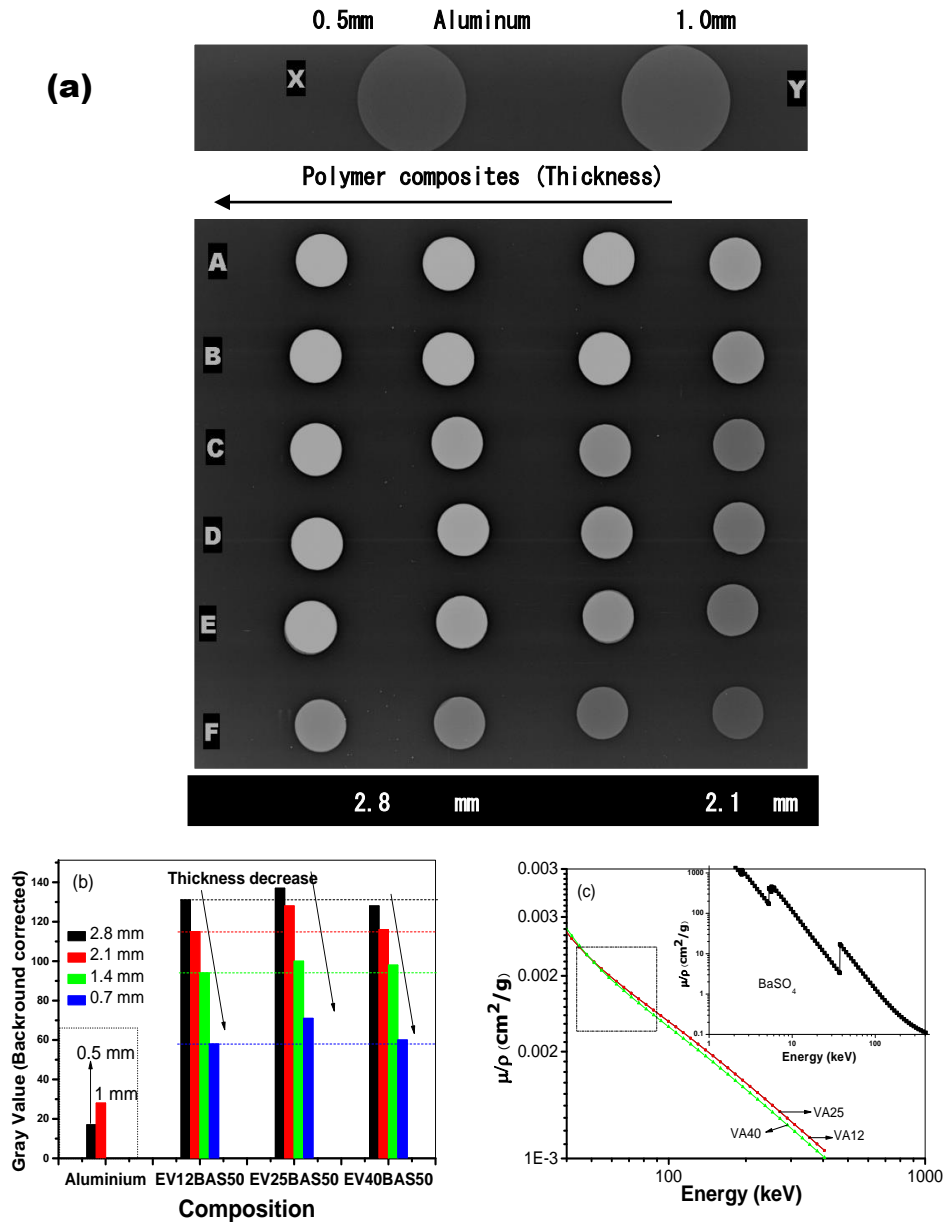 0.5mm Aluminum 1.0mm
(a)
X
Y
Polymer composites (Thickness)
A
B
C
D
E
F
2.8 mm 2.1 mm
(b)
Thickness decrease
2.8 mm
2.1 mm
1.4 mm
0.7 mm
0.5 mm
1 mm
Gray Value (Backround corrected)
140
120
100
80
60
40
20
0
Aluminium EV12BAS50 EV25BAS50 EV40BAS50
Composition
(c)
0.003
0.003
0.002
0.002
1E-3
μ/ρ (cm²/g)
100 1000
Energy (keV)
VA25
VA40
VA12
1000
100
10
1
0.1
μ/ρ (cm²/g)
BaSO₄
1 10 100
Energy (keV)